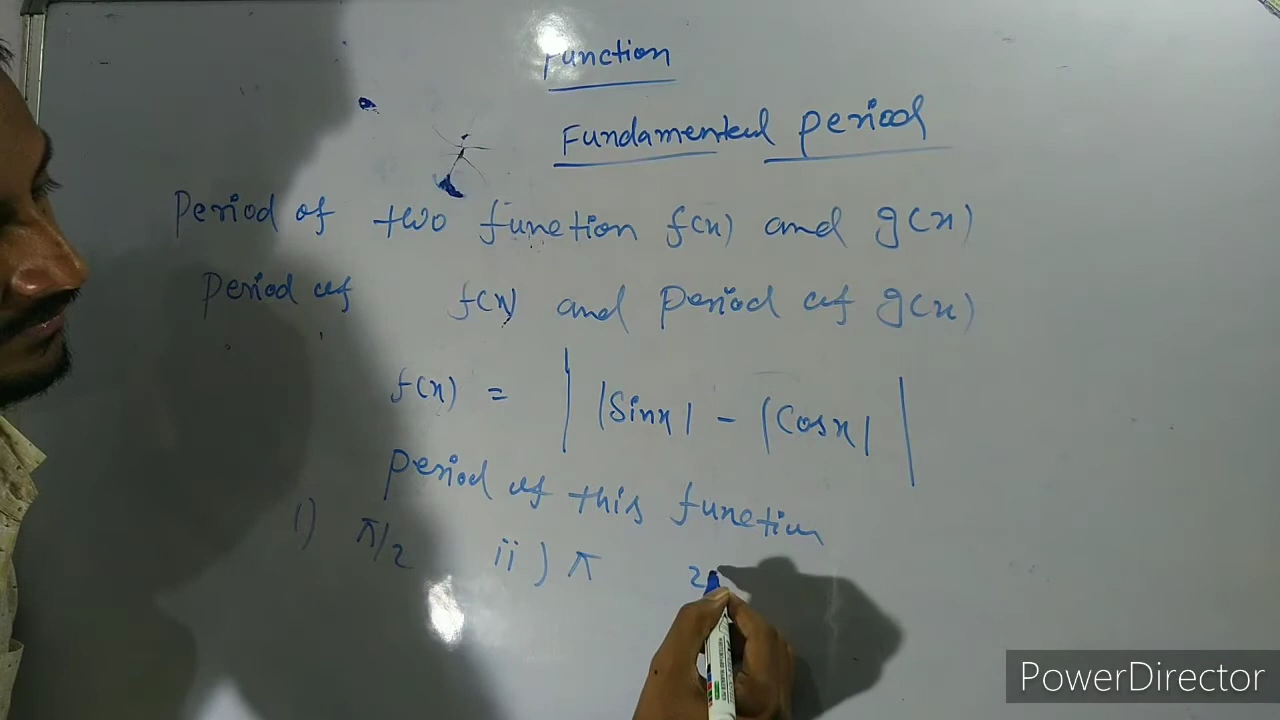 Function
Fundamental period
Period of two function f(x) and g(x)
Period of f(x) and Period of g(x)
f(x) = | |Sinx| - |Cosx| |
Period of this function
i) π/2 ii) π 2
PowerDirector